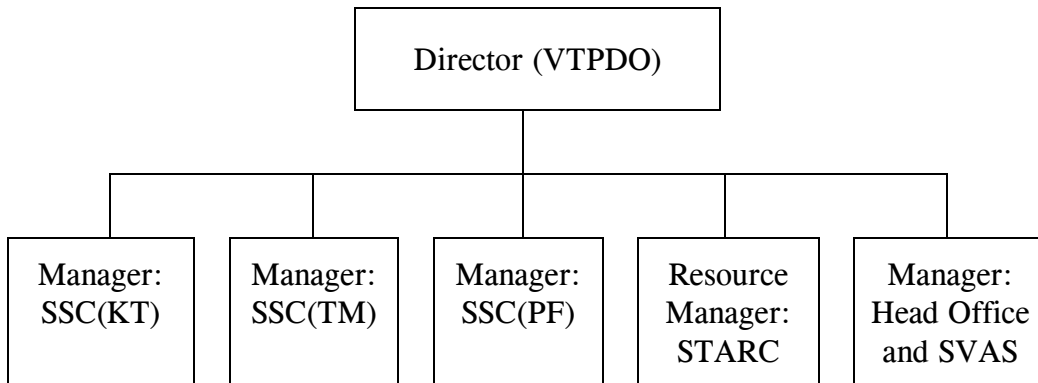 Director (VTPDO)
Manager:
SSC(KT)
Manager:
SSC(TM)
Manager:
SSC(PF)
Resource
Manager:
STARC
Manager:
Head Office
and SVAS